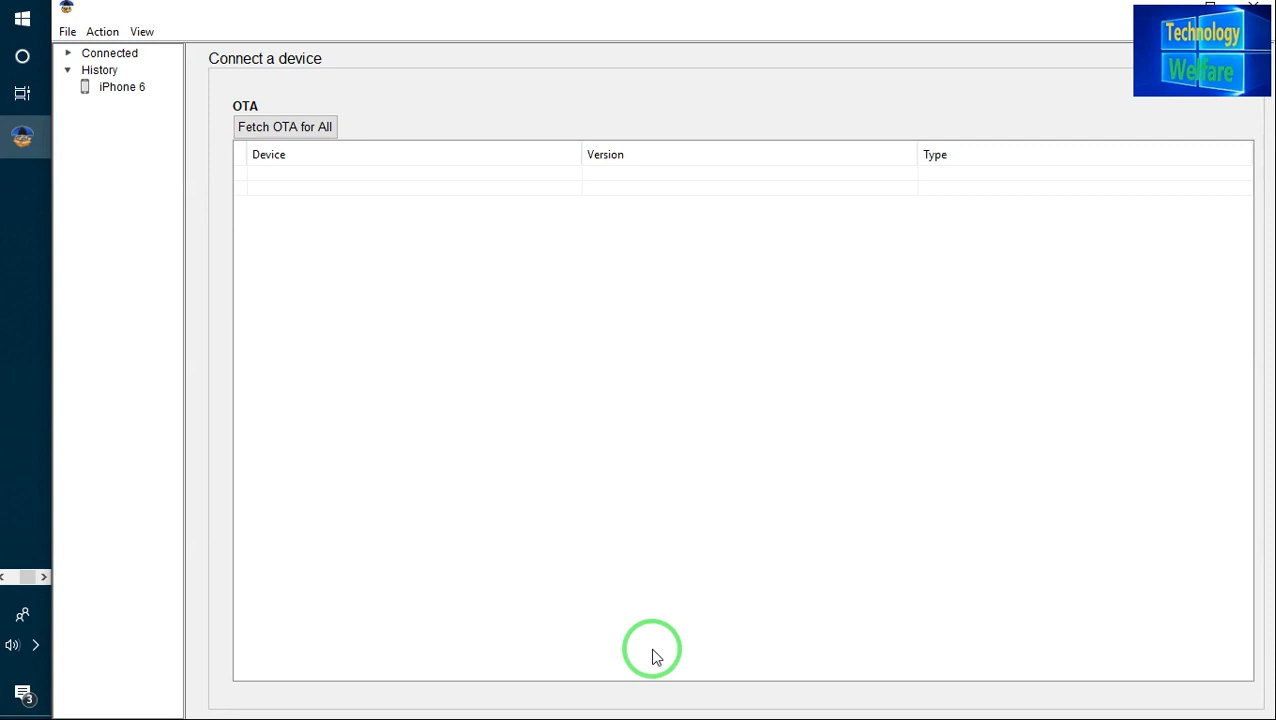 File Action View
Technology
Welfare
Connected
History
iPhone 6
Connect a device
OTA
Fetch OTA for All
Device Version Type
3